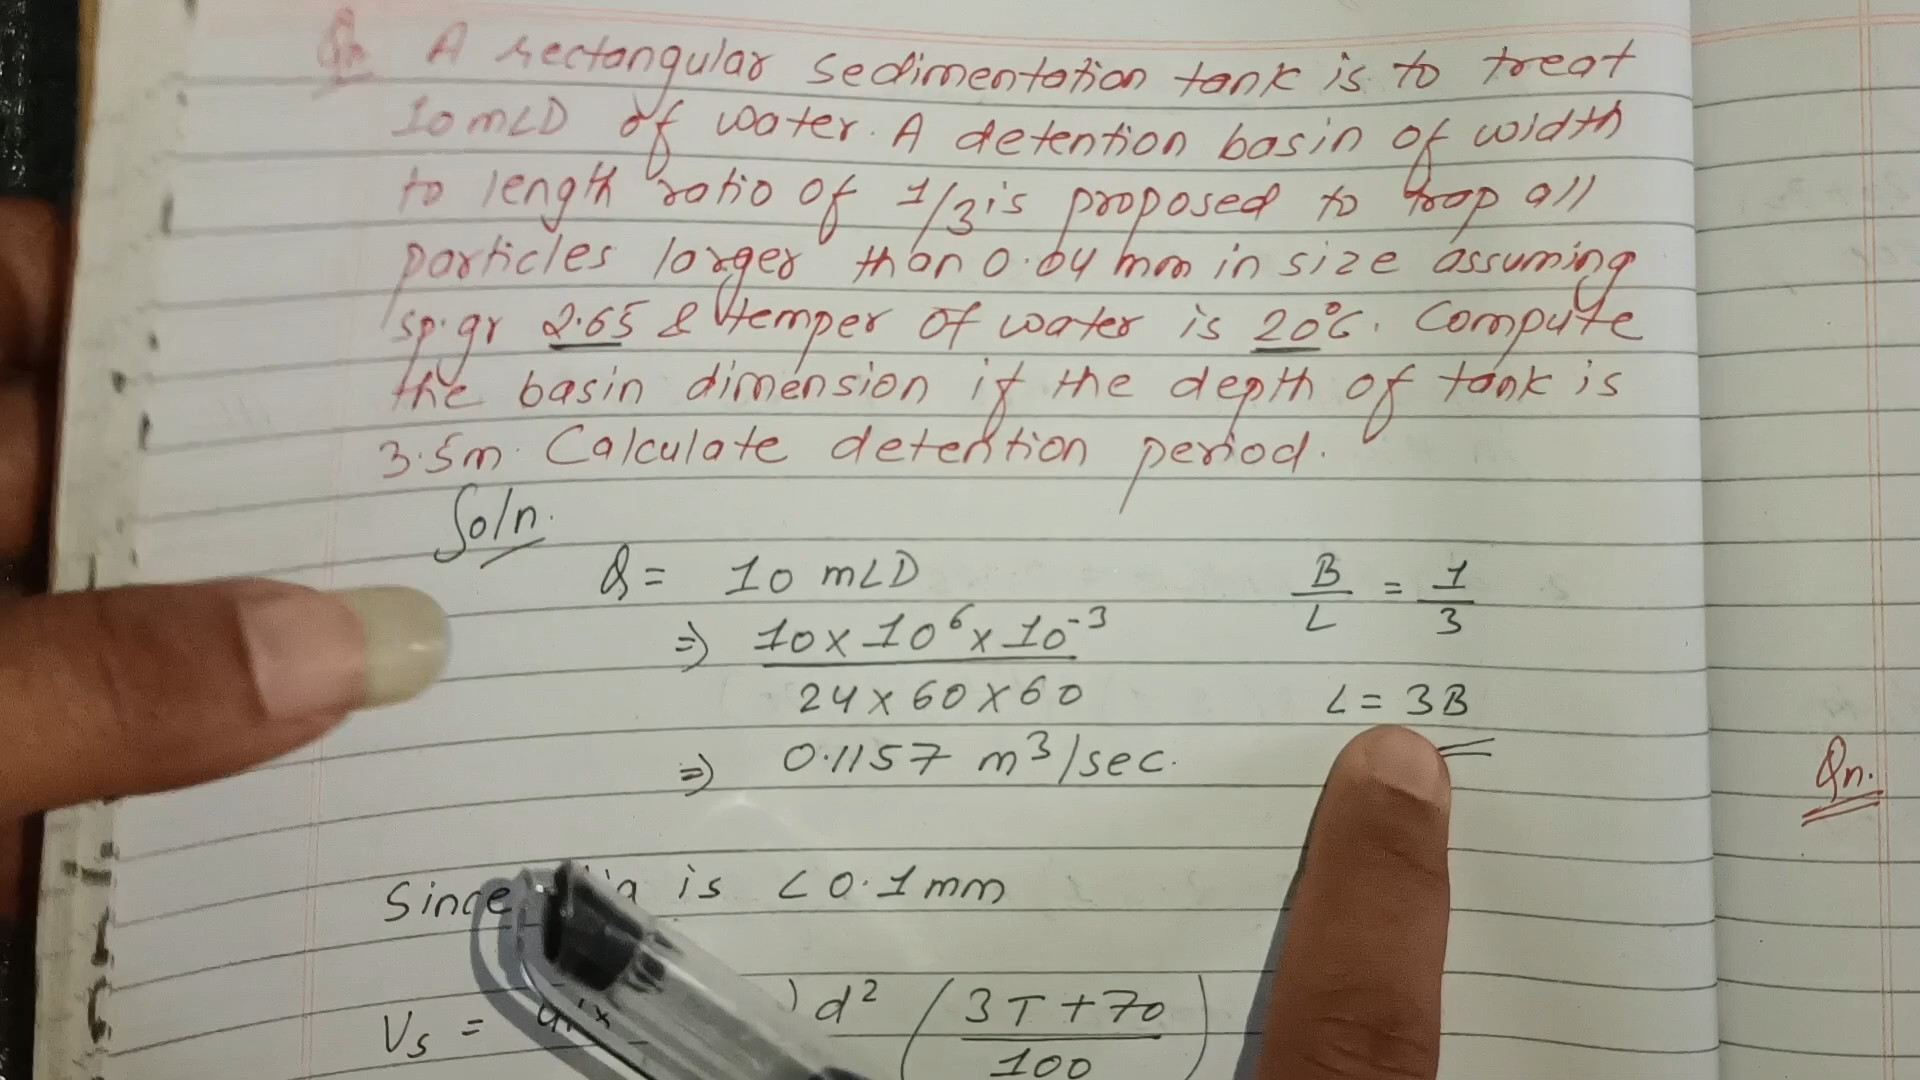 Qn A rectangular sedimentation tank is to treat
10 mLD of water. A detention basin of width
to length ratio of 1/3 is proposed to trap all
particles larger than 0.04 mm in size assuming
sp.gr 2.65 & temper of water is 20°C. Compute
the basin dimension if the depth of tank is
3.5m. Calculate detention period.
Soln.
Q = 10 mLD
⇒ 10 x 10⁶ x 10⁻³
24 x 60 x 60
⇒ 0.1157 m³/sec.
B/L = 1/3
L = 3B
Qn.
Since is < 0.1 mm
Vs = ) d² ( 3T + 70 / 100 )